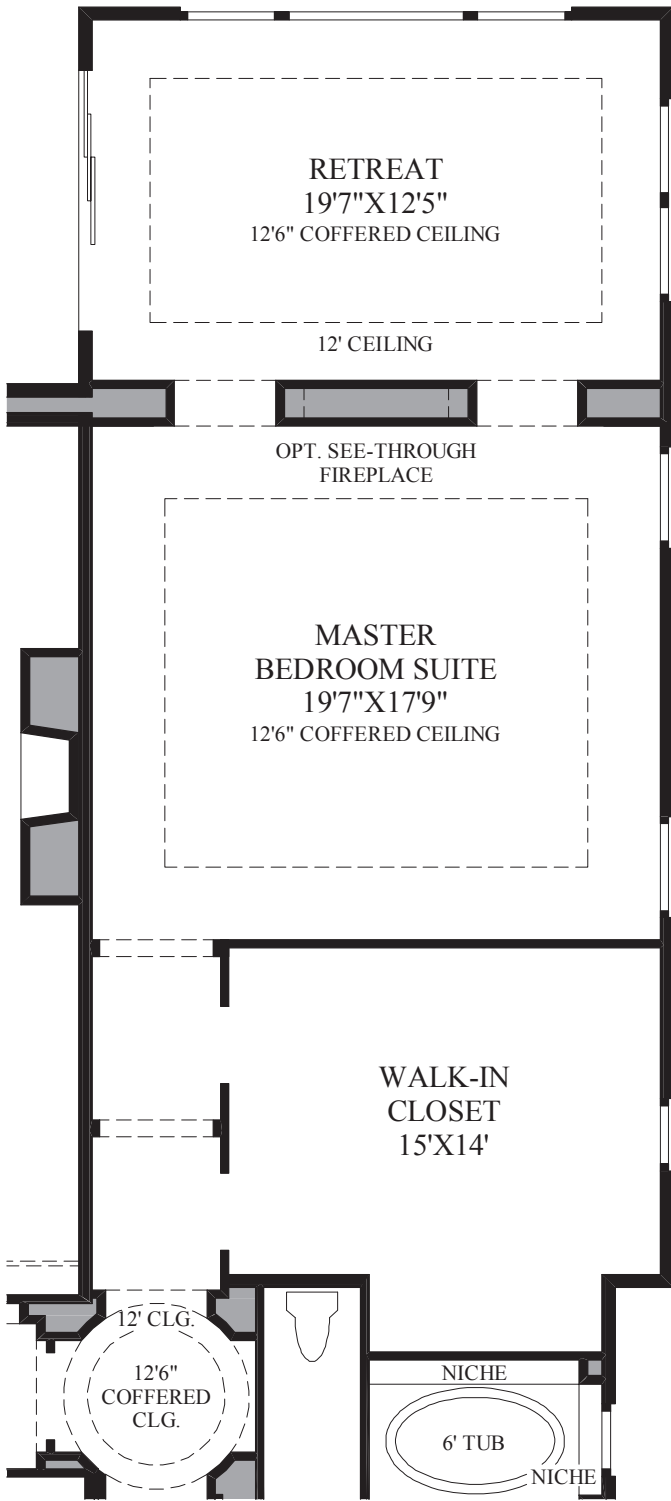 RETREAT
19'7"X12'5"
12'6" COFFERED CEILING
12' CEILING
OPT. SEE-THROUGH
FIREPLACE
MASTER
BEDROOM SUITE
19'7"X17'9"
12'6" COFFERED CEILING
WALK-IN
CLOSET
15'X14'
12' CLG.
12'6"
COFFERED
CLG.
NICHE
6' TUB
NICHE